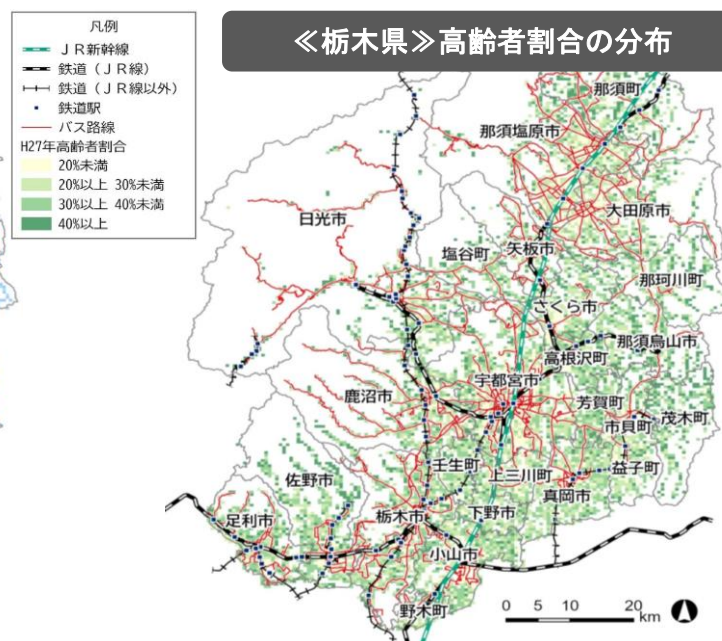 ≪栃木県≫高齢者割合の分布
凡例
ＪＲ新幹線
鉄道（ＪＲ線）
鉄道（ＪＲ線以外）
鉄道駅
バス路線
H27年高齢者割合
20%未満
20%以上 30%未満
30%以上 40%未満
40%以上
那須町
那須塩原市
大田原市
日光市
矢板市
塩谷町
那珂川町
さくら市
那須烏山市
高根沢町
宇都宮市
鹿沼市
芳賀町
茂木町
市貝町
壬生町
上三川町
益子町
佐野市
真岡市
足利市
栃木市
下野市
小山市
野木町
0 5 10 20
km